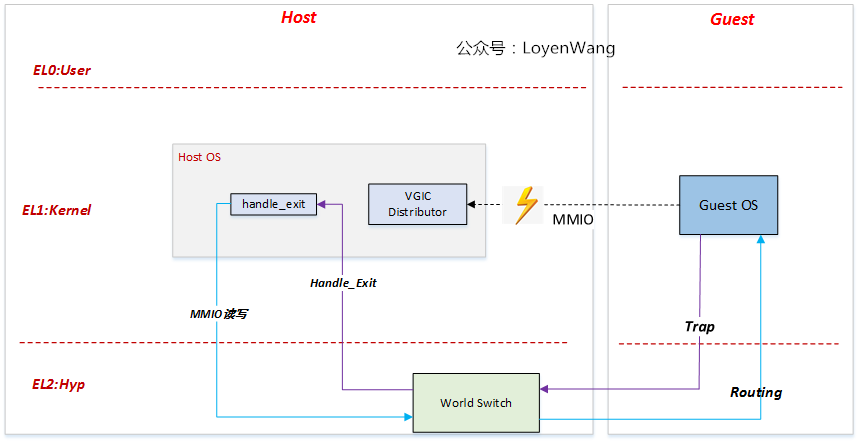 Host
Guest
公众号：LoyenWang
EL0:User
Host OS
handle_exit
VGIC
Distributor
EL1:Kernel
MMIO
Guest OS
Handle_Exit
MMIO读写
Trap
EL2:Hyp
World Switch
Routing